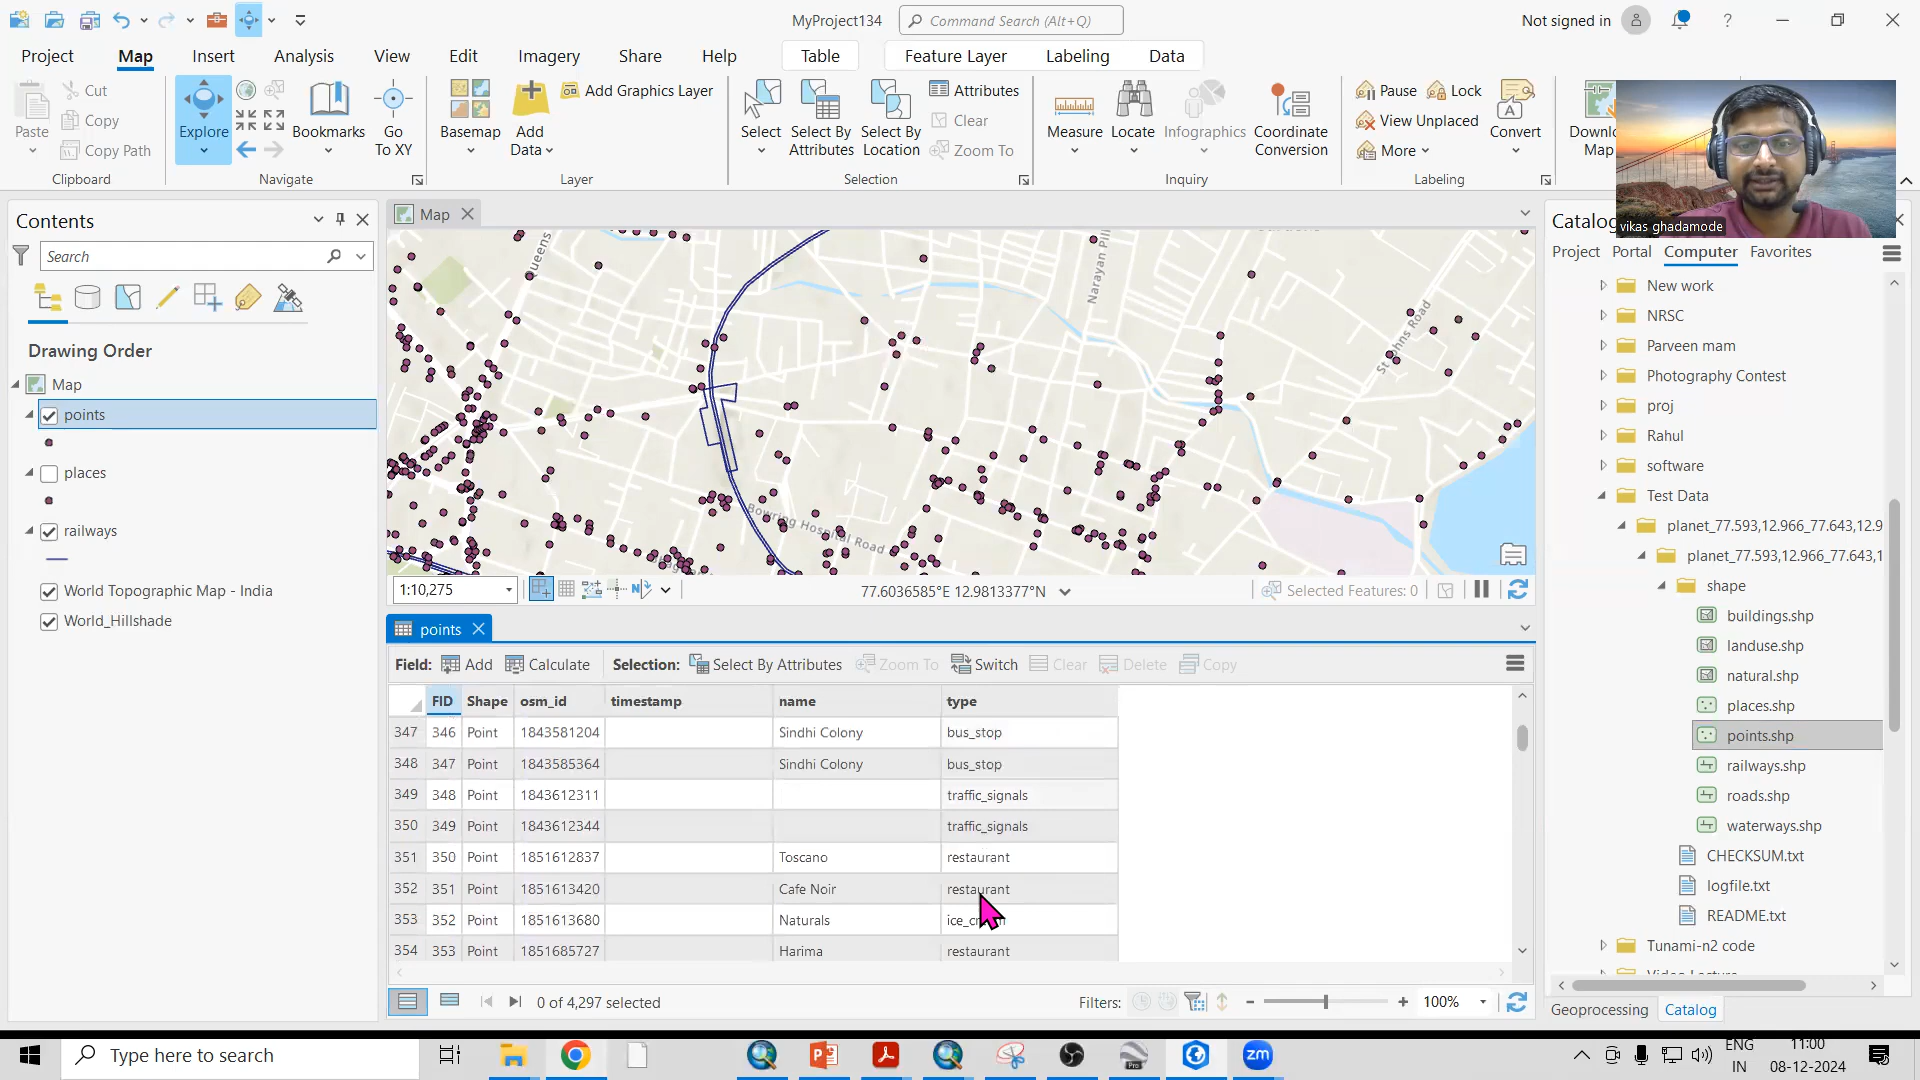 MyProject134
Command Search (Alt+Q)
Not signed in
?
Project
Map
Insert
Analysis
View
Edit
Imagery
Share
Help
Table
Feature Layer
Labeling
Data
Paste
Cut
Copy
Copy Path
Clipboard
Explore
Bookmarks
Go
To XY
Navigate
Basemap
Add
Data
Add Graphics Layer
Layer
Select
Select By
Attributes
Select By
Location
Attributes
Clear
Zoom To
Selection
Measure
Locate
Infographics
Coordinate
Conversion
Inquiry
Pause
Lock
View Unplaced
More
Convert
Labeling
Map
vikas ghadamode
Contents
Search
Drawing Order
Map
points
places
railways
World Topographic Map - India
World_Hillshade
Map
Queens
Narayan Pill
St Johns Road
Bowring Hospital Road
1:10,275
77.6036585°E 12.9813377°N
Selected Features: 0
points
Field: Add Calculate Selection: Select By Attributes Zoom To Switch Clear Delete Copy
FID Shape osm_id timestamp name type
347 346 Point 1843581204 Sindhi Colony bus_stop
348 347 Point 1843585364 Sindhi Colony bus_stop
349 348 Point 1843612311 traffic_signals
350 349 Point 1843612344 traffic_signals
351 350 Point 1851612837 Toscano restaurant
352 351 Point 1851613420 Cafe Noir restaurant
353 352 Point 1851613680 Naturals
354 353 Point 1851685727 Harima restaurant
0 of 4,297 selected
Filters:
100%
Project Portal Computer Favorites
New work
NRSC
Parveen mam
Photography Contest
proj
Rahul
software
Test Data
planet_77.593,12.966_77.643,12.9
planet_77.593,12.966_77.643,1
shape
buildings.shp
landuse.shp
natural.shp
places.shp
points.shp
railways.shp
roads.shp
waterways.shp
CHECKSUM.txt
logfile.txt
README.txt
Tunami-n2 code
Geoprocessing Catalog
Type here to search
Pro
zm
ENG
IN
11:00
08-12-2024